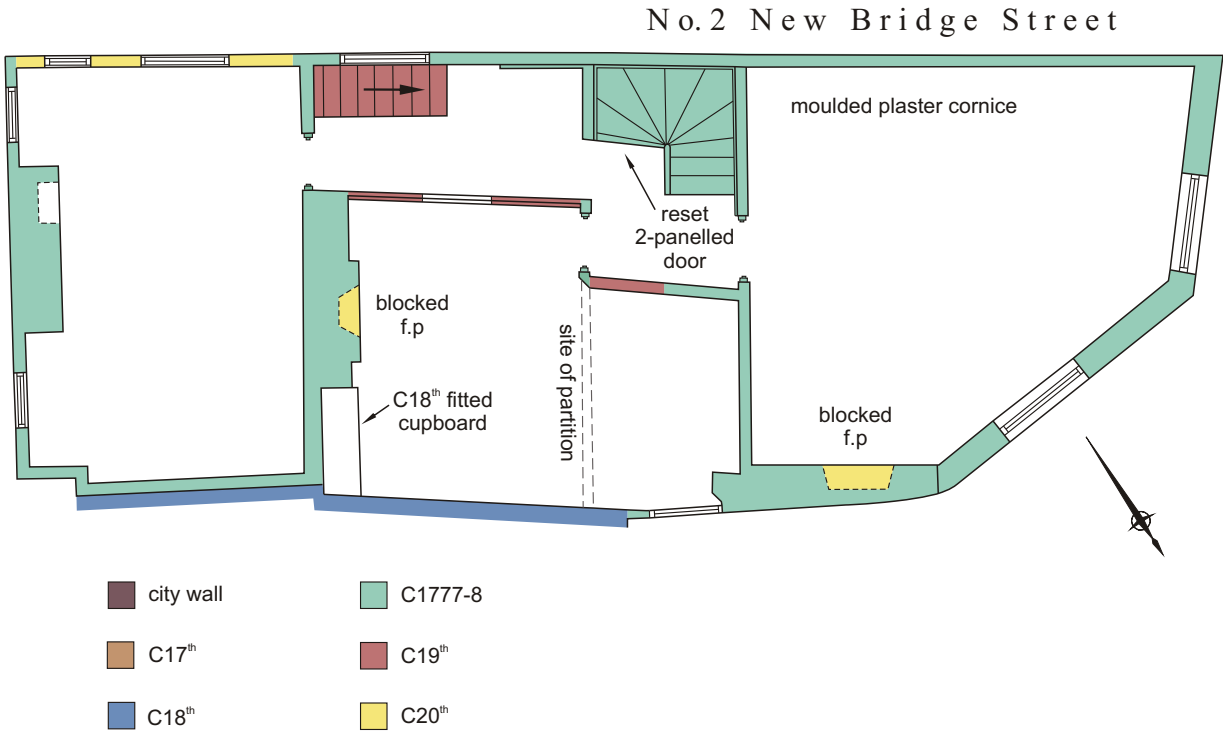 No.2 New Bridge Street
moulded plaster cornice
reset
2-panelled
door
blocked
f.p
site of partition
C18th fitted
cupboard
blocked
f.p
city wall
C1777-8
C17th
C19th
C18th
C20th